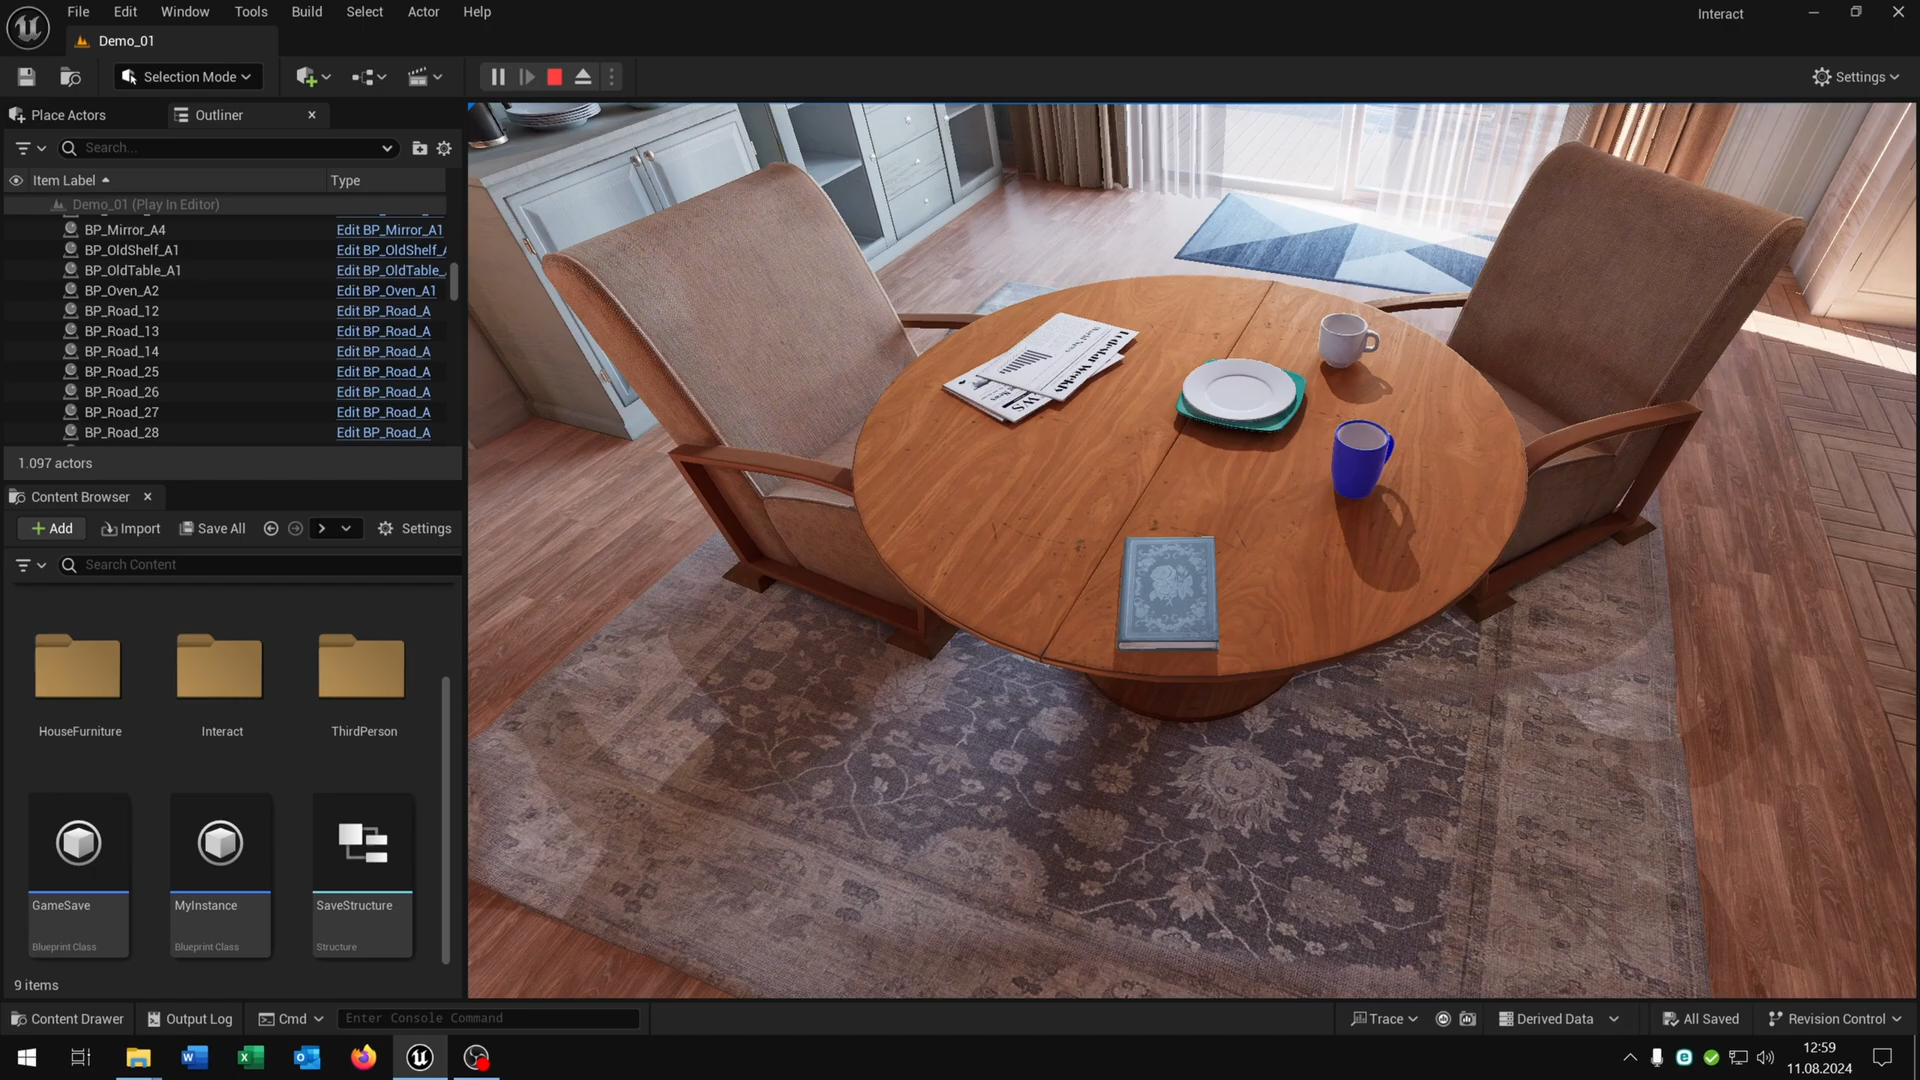 File Edit Window Tools Build Select Actor Help
Interact
Demo_01
Selection Mode
Settings
Place Actors
Outliner
Search...
Item Label
Type
Demo_01 (Play In Editor)
BP_Mirror_A4 Edit BP_Mirror_A1
BP_OldShelf_A1 Edit BP_OldShelf_A
BP_OldTable_A1 Edit BP_OldTable_
BP_Oven_A2 Edit BP_Oven_A1
BP_Road_12 Edit BP_Road_A
BP_Road_13 Edit BP_Road_A
BP_Road_14 Edit BP_Road_A
BP_Road_25 Edit BP_Road_A
BP_Road_26 Edit BP_Road_A
BP_Road_27 Edit BP_Road_A
BP_Road_28 Edit BP_Road_A
1.097 actors
Content Browser
Add Import Save All Settings
Search Content
HouseFurniture Interact ThirdPerson
GameSave MyInstance SaveStructure
Blueprint Class Blueprint Class Structure
9 items
Weekly
Content Drawer Output Log Cmd Enter Console Command Trace Derived Data All Saved Revision Control
12:59
11.08.2024